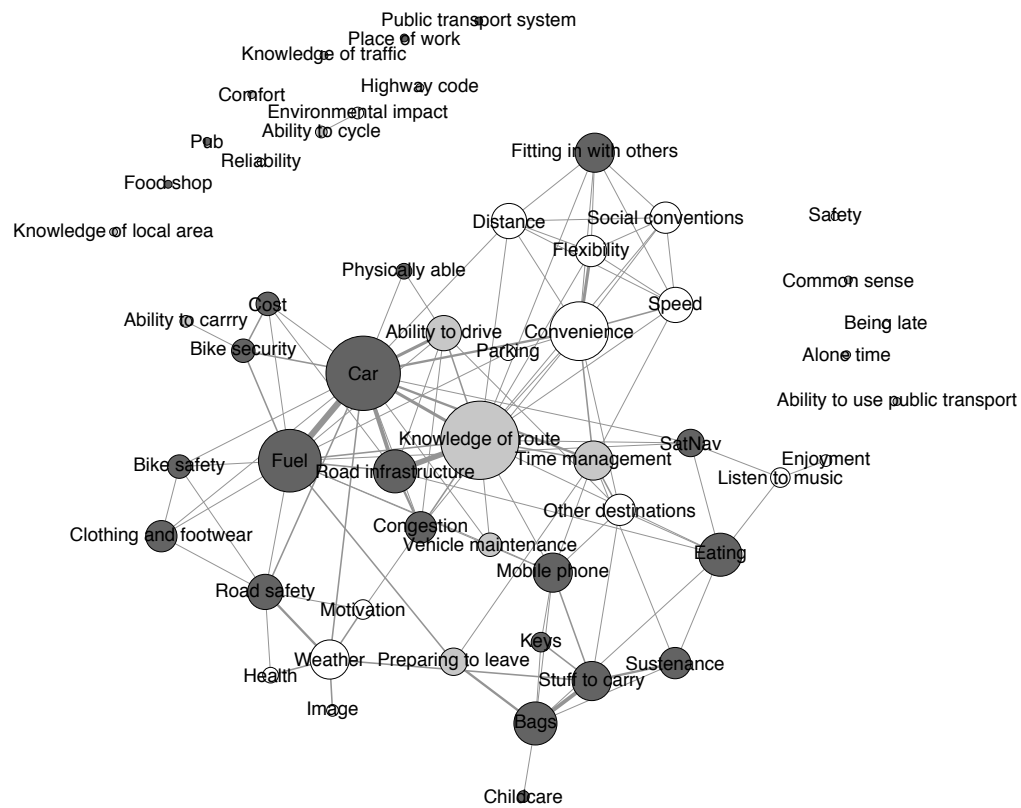 Public transport system
Place of work
Knowledge of traffic
Highway code
Comfort
Environmental impact
Ability to cycle
Pub
Reliability
Fitting in with others
Food shop
Distance
Social conventions
Safety
Knowledge of local area
Flexibility
Physically able
Common sense
Cost
Speed
Ability to carrry
Ability to drive
Convenience
Being late
Bike security
Parking
Alone time
Car
Ability to use public transport
Knowledge of route
SatNav
Fuel
Bike safety
Road infrastructure
Time management
Enjoyment
Listen to music
Other destinations
Congestion
Clothing and footwear
Vehicle maintenance
Eating
Mobile phone
Road safety
Motivation
Keys
Weather
Preparing to leave
Sustenance
Health
Stuff to carry
Image
Bags
Childcare